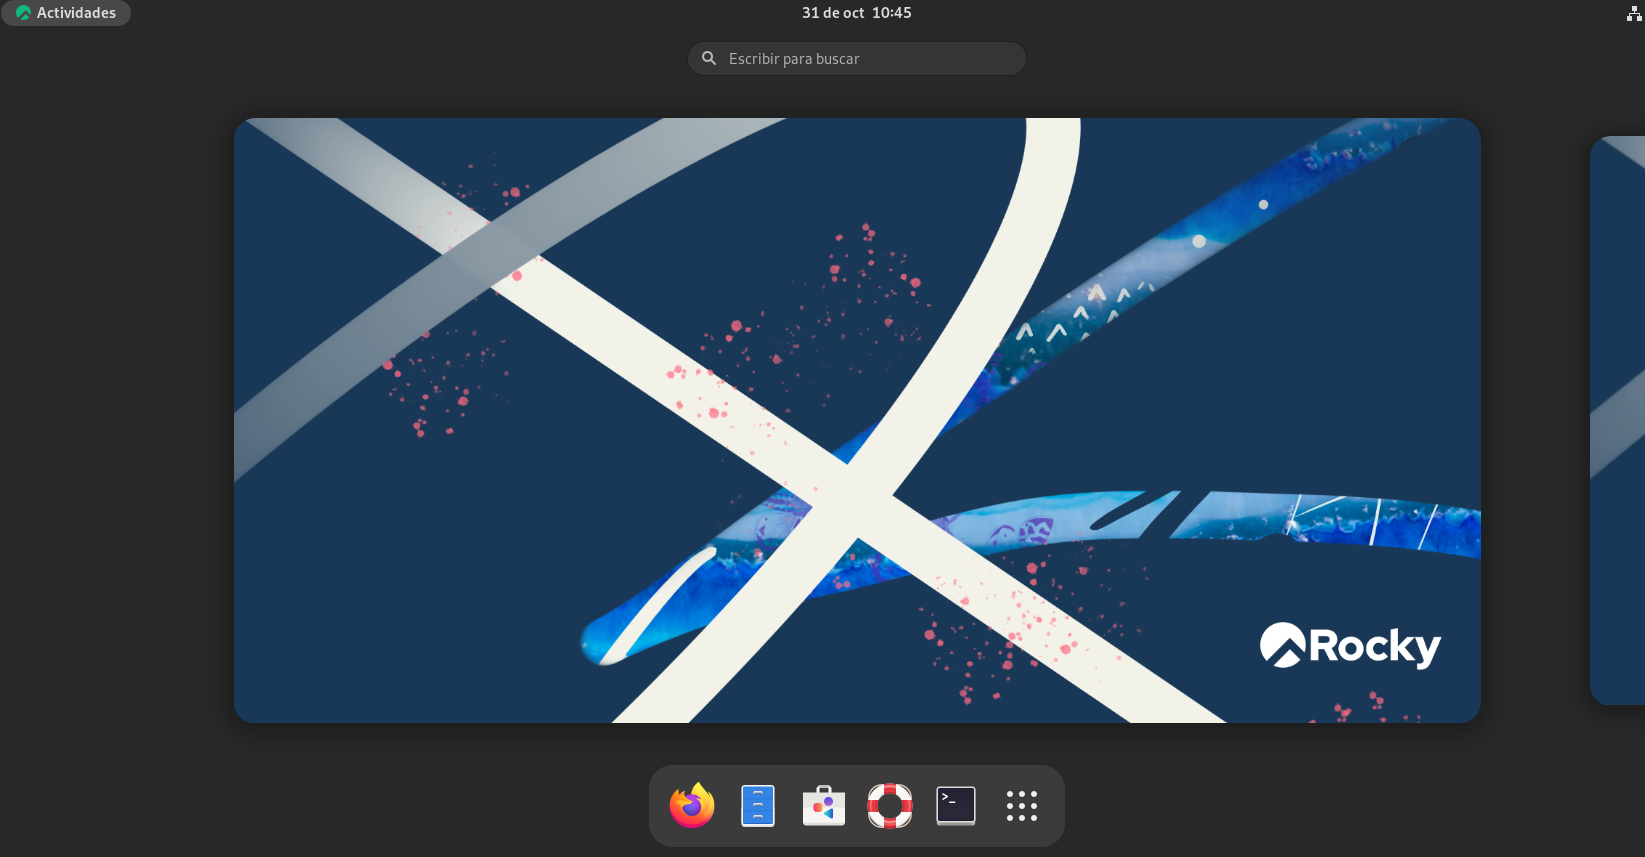 Actividades
31 de oct 10:45
Escribir para buscar
Rocky
>_